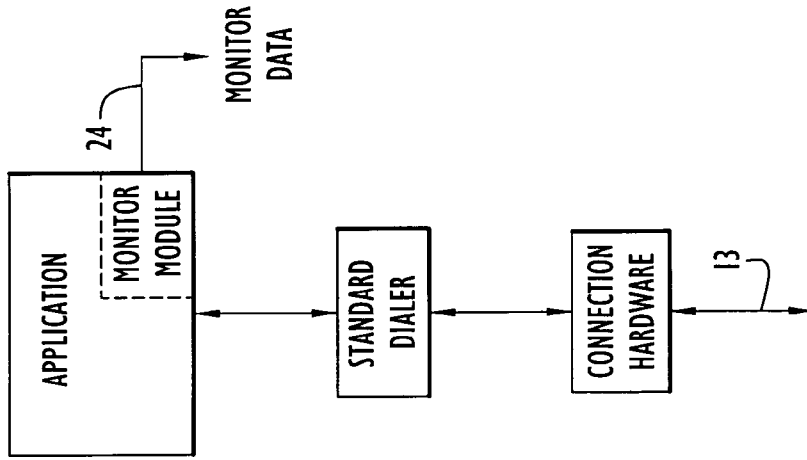 APPLICATION
MONITOR
MODULE
24
MONITOR
DATA
STANDARD
DIALER
CONNECTION
HARDWARE
13